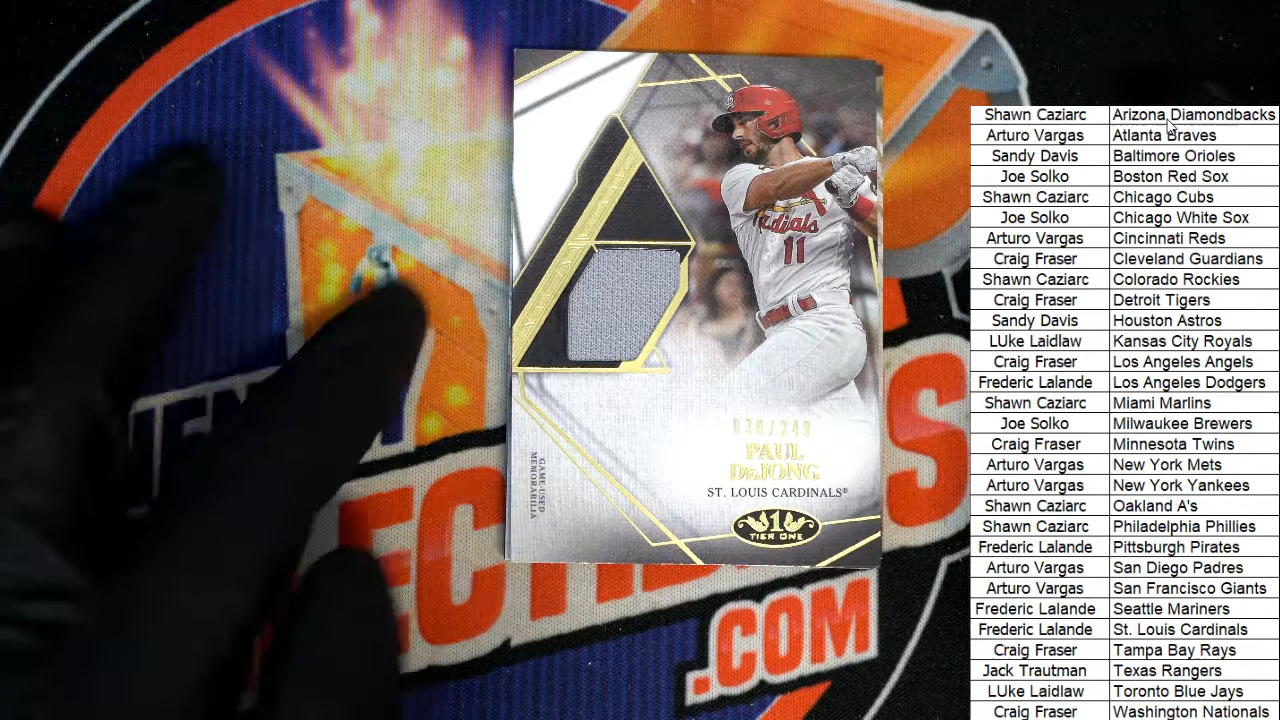 Cardinals
11
038/249
PAUL
DeJONG
ST. LOUIS CARDINALS®
1
TIER ONE
GAME-USED
MEMORABILIA
.COM
Shawn Caziarc Arizona Diamondbacks
Arturo Vargas Atlanta Braves
Sandy Davis Baltimore Orioles
Joe Solko Boston Red Sox
Shawn Caziarc Chicago Cubs
Joe Solko Chicago White Sox
Arturo Vargas Cincinnati Reds
Craig Fraser Cleveland Guardians
Shawn Caziarc Colorado Rockies
Craig Fraser Detroit Tigers
Sandy Davis Houston Astros
LUke Laidlaw Kansas City Royals
Craig Fraser Los Angeles Angels
Frederic Lalande Los Angeles Dodgers
Shawn Caziarc Miami Marlins
Joe Solko Milwaukee Brewers
Craig Fraser Minnesota Twins
Arturo Vargas New York Mets
Arturo Vargas New York Yankees
Shawn Caziarc Oakland A's
Shawn Caziarc Philadelphia Phillies
Frederic Lalande Pittsburgh Pirates
Arturo Vargas San Diego Padres
Arturo Vargas San Francisco Giants
Frederic Lalande Seattle Mariners
Frederic Lalande St. Louis Cardinals
Craig Fraser Tampa Bay Rays
Jack Trautman Texas Rangers
LUke Laidlaw Toronto Blue Jays
Craig Fraser Washington Nationals